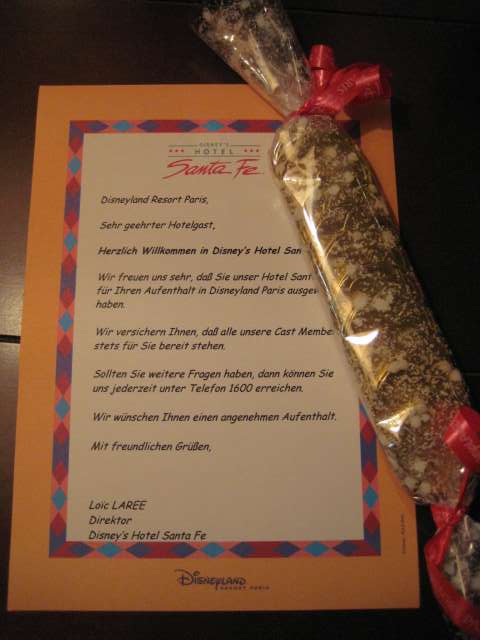 DISNEY'S
HOTEL
Santa Fe
Disneyland Resort Paris,
Sehr geehrter Hotelgast,
Herzlich Willkommen in Disney's Hotel San
Wir freuen uns sehr, daß Sie unser Hotel Sant
für Ihren Aufenthalt in Disneyland Paris ausgew
haben.
Wir versichern Ihnen, daß alle unsere Cast Membe
stets für Sie bereit stehen.
Sollten Sie weitere Fragen haben, dann können Sie
uns jederzeit unter Telefon 1600 erreichen.
Wir wünschen Ihnen einen angenehmen Aufenthalt.
Mit freundlichen Grüßen,
Loïc LAREE
Direktor
Disney's Hotel Santa Fe
DISNEYLAND
RESORT PARIS